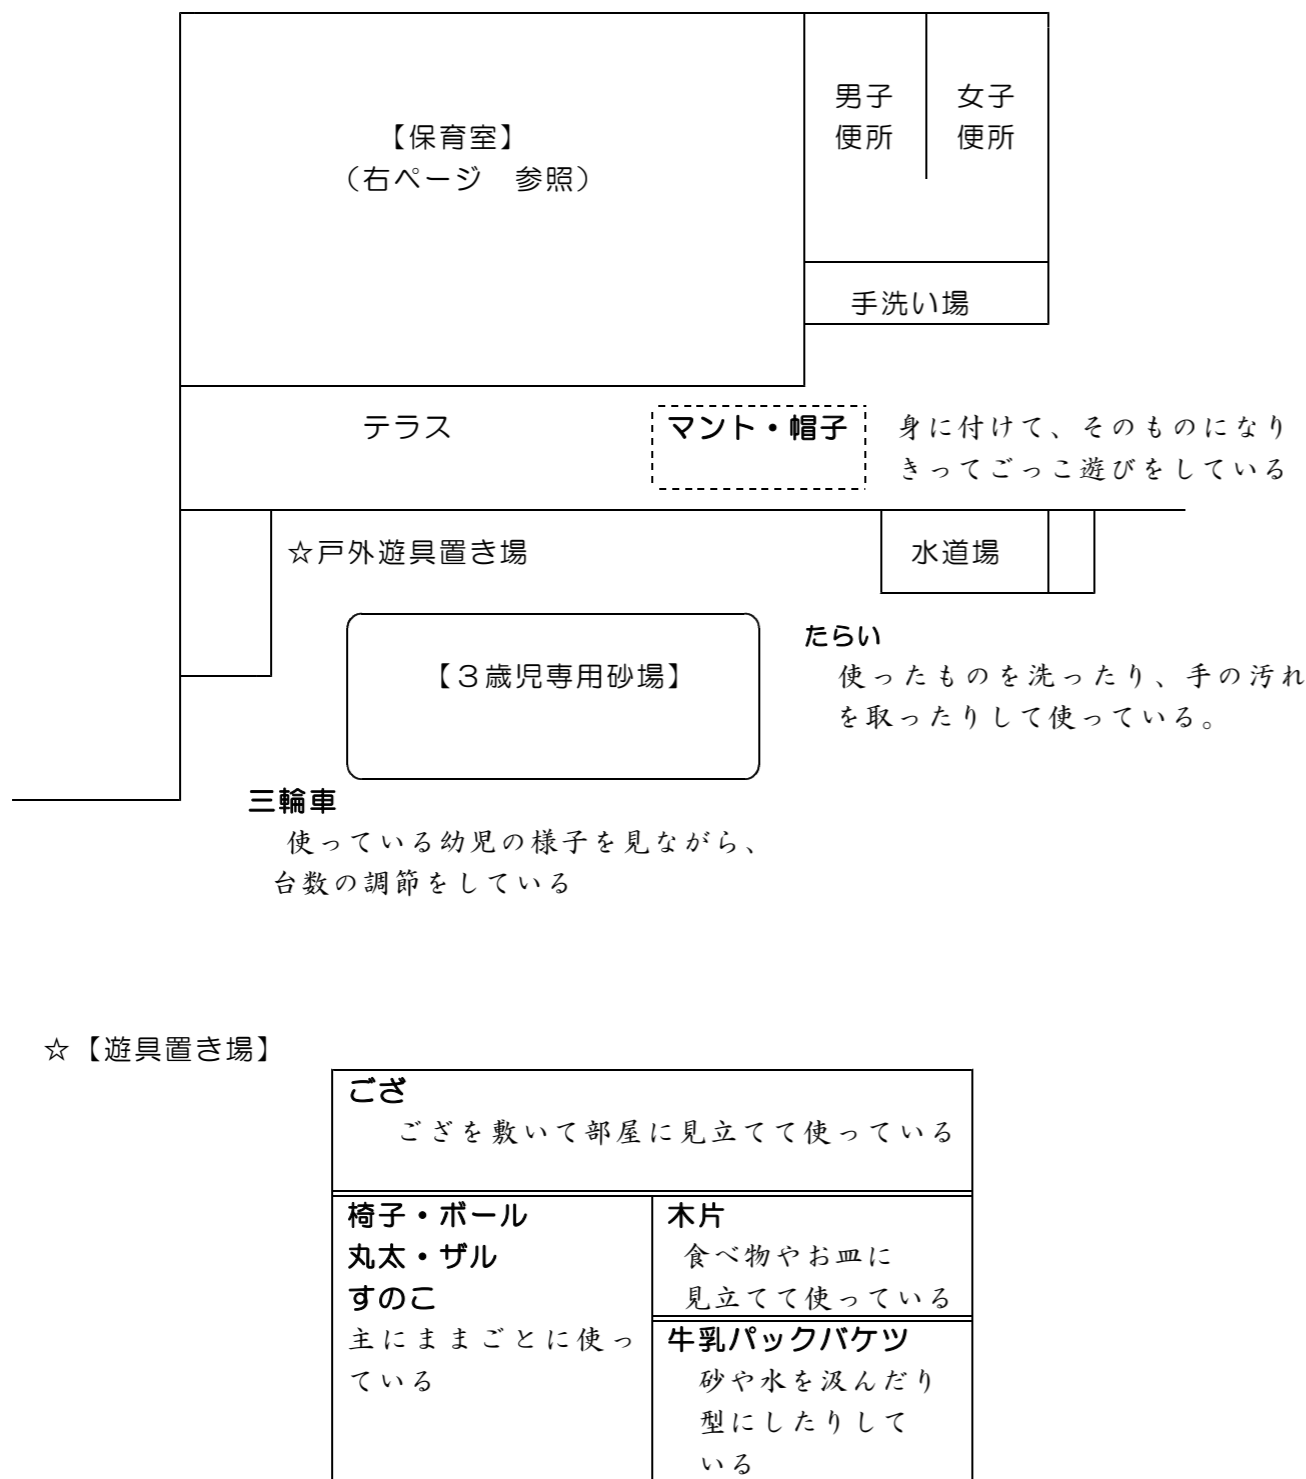 【保育室】
(右ページ　参照)
男子
便所
女子
便所
手洗い場
テラス
マント・帽子
身に付けて、そのものになり
きってごっこ遊びをしている
☆戸外遊具置き場
水道場
【3歳児専用砂場】
たらい
使ったものを洗ったり、手の汚れ
を取ったりして使っている。
三輪車
使っている幼児の様子を見ながら、
台数の調節をしている
☆【遊具置き場】
ござ
ござを敷いて部屋に見立てて使っている
椅子・ボール
丸太・ザル
すのこ
主にままごとに使っ
ている
木片
食べ物やお皿に
見立てて使っている
牛乳パックバケツ
砂や水を汲んだり
型にしたりして
いる